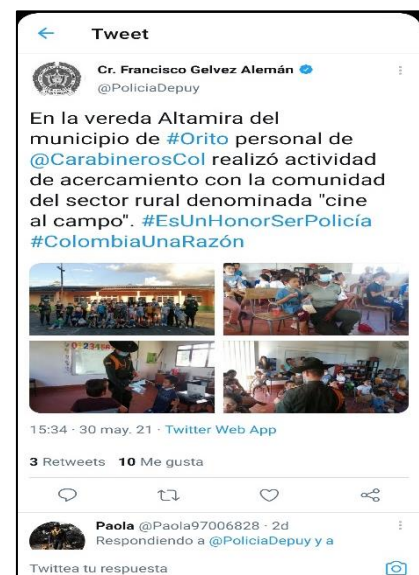 Tweet
Cr. Francisco Gelvez Alemán
@PoliciaDepuy
En la vereda Altamira del
municipio de #Orito personal de
@CarabinerosCol realizó actividad
de acercamiento con la comunidad
del sector rural denominada "cine
al campo". #EsUnHonorSerPolicía
#ColombiaUnaRazón
15:34 · 30 may. 21 · Twitter Web App
3 Retweets 10 Me gusta
Paola @Paola97006828 · 2d
Respondiendo a @PoliciaDepuy y a
Twittea tu respuesta